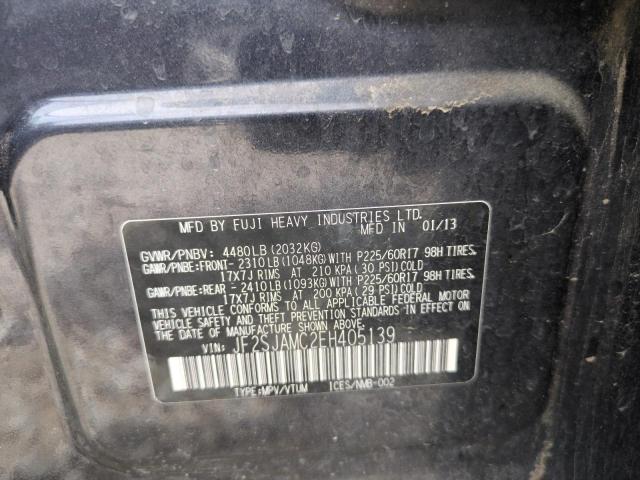 MFD BY FUJI HEAVY INDUSTRIES LTD.
MFD IN 01/13
GVWR/PNBV: 4480LB(2032KG)
GAWR/PNBE:FRONT-2310LB(1048KG)WITH P225/60R17 98H TIRES.
17X7J RIMS AT 210 KPA(30 PSI)COLD
GAWR/PNBE:REAR -2410LB(1093KG)WITH P225/60R17 98H TIRES.
17X7J RIMS AT 200 KPA(29 PSI)COLD
THIS VEHICLE CONFORMS TO ALL APPLICABLE FEDERAL MOTOR
VEHICLE SAFETY AND THEFT PREVENTION STANDARDS IN EFFECT ON
THE DATE OF MANUFACTURE SHOWN ABOVE.
VIN: JF2SJAMC2EH405139
TYPE:MPV/VTUM ICES/NMB-002